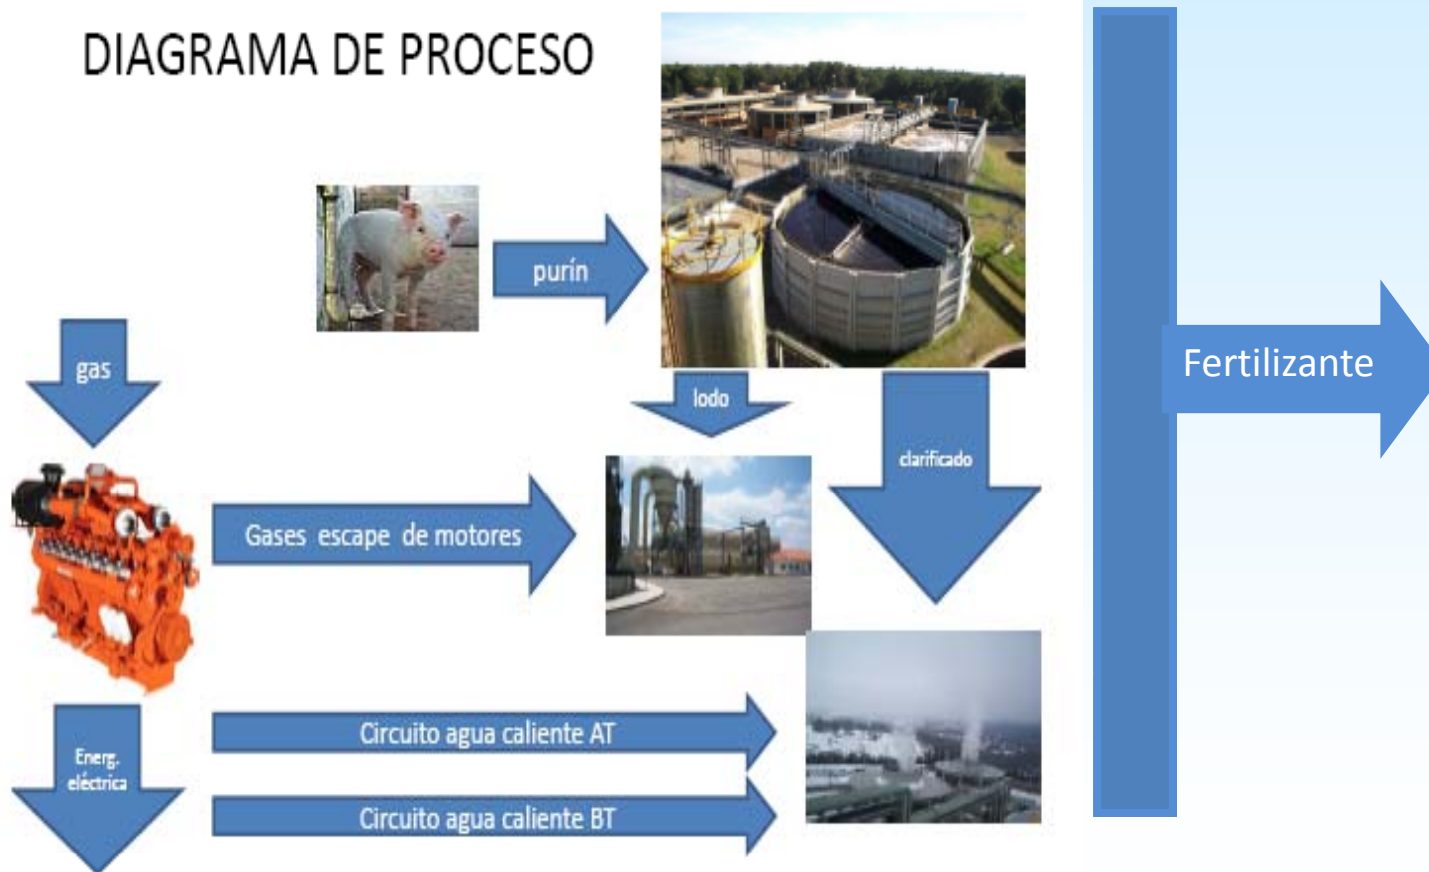 DIAGRAMA DE PROCESO
purín
gas
lodo
clarificado
Gases escape de motores
Fertilizante
Energ.
eléctrica
Circuito agua caliente AT
Circuito agua caliente BT